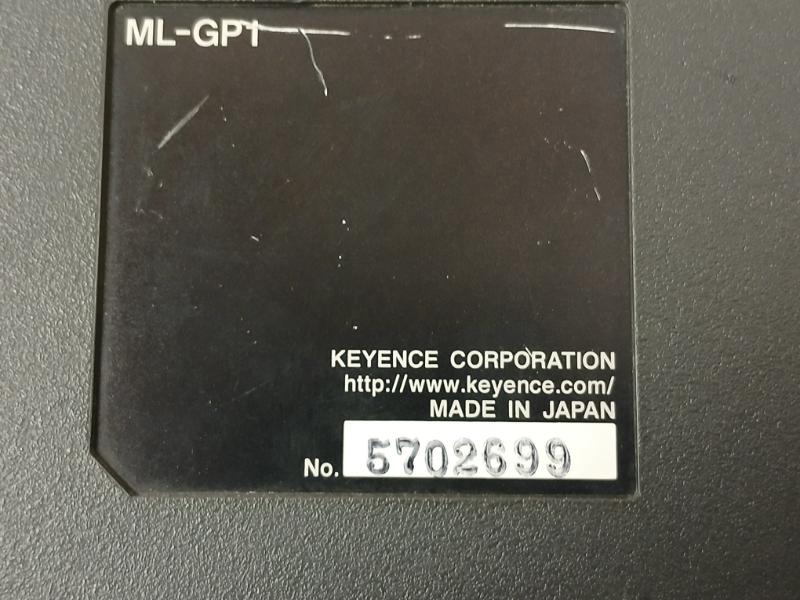 ML-GP1
KEYENCE CORPORATION
http://www.keyence.com/
MADE IN JAPAN
No. 5702699